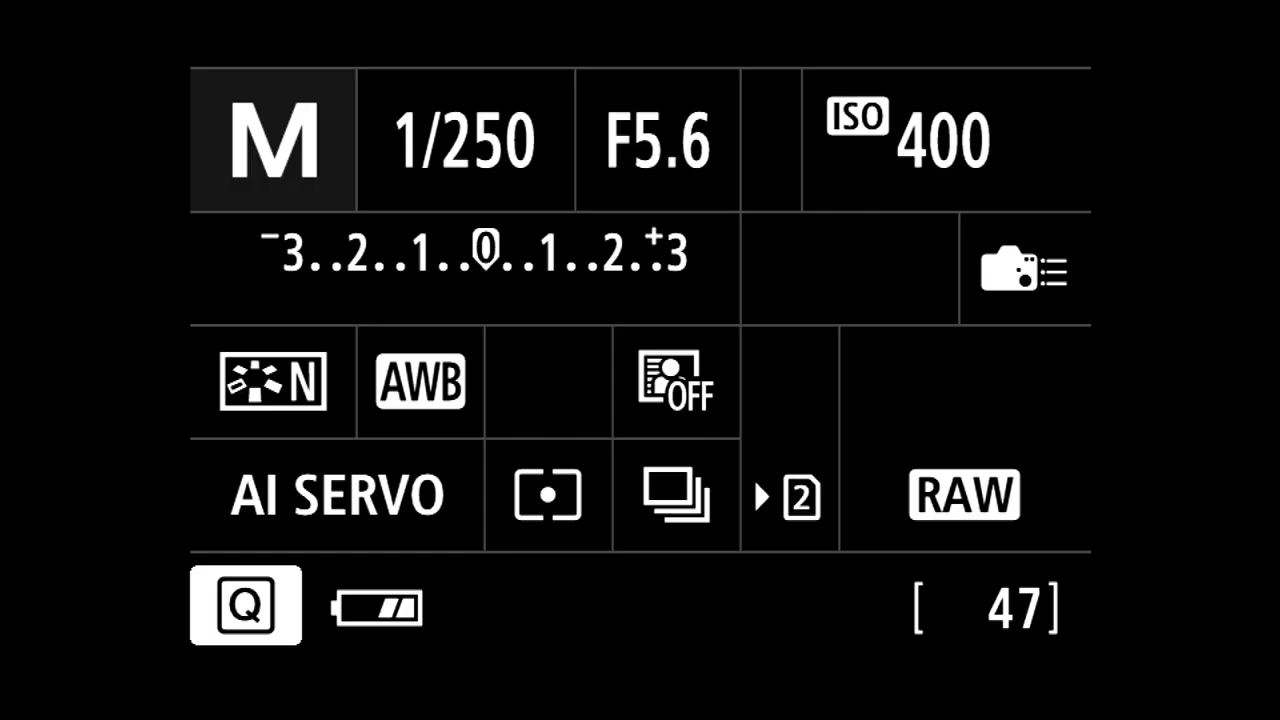 M 1/250 F5.6 ISO 400
−3..2..1..0..1..2..+3
N AWB OFF
AI SERVO 2 RAW
Q [ 47]